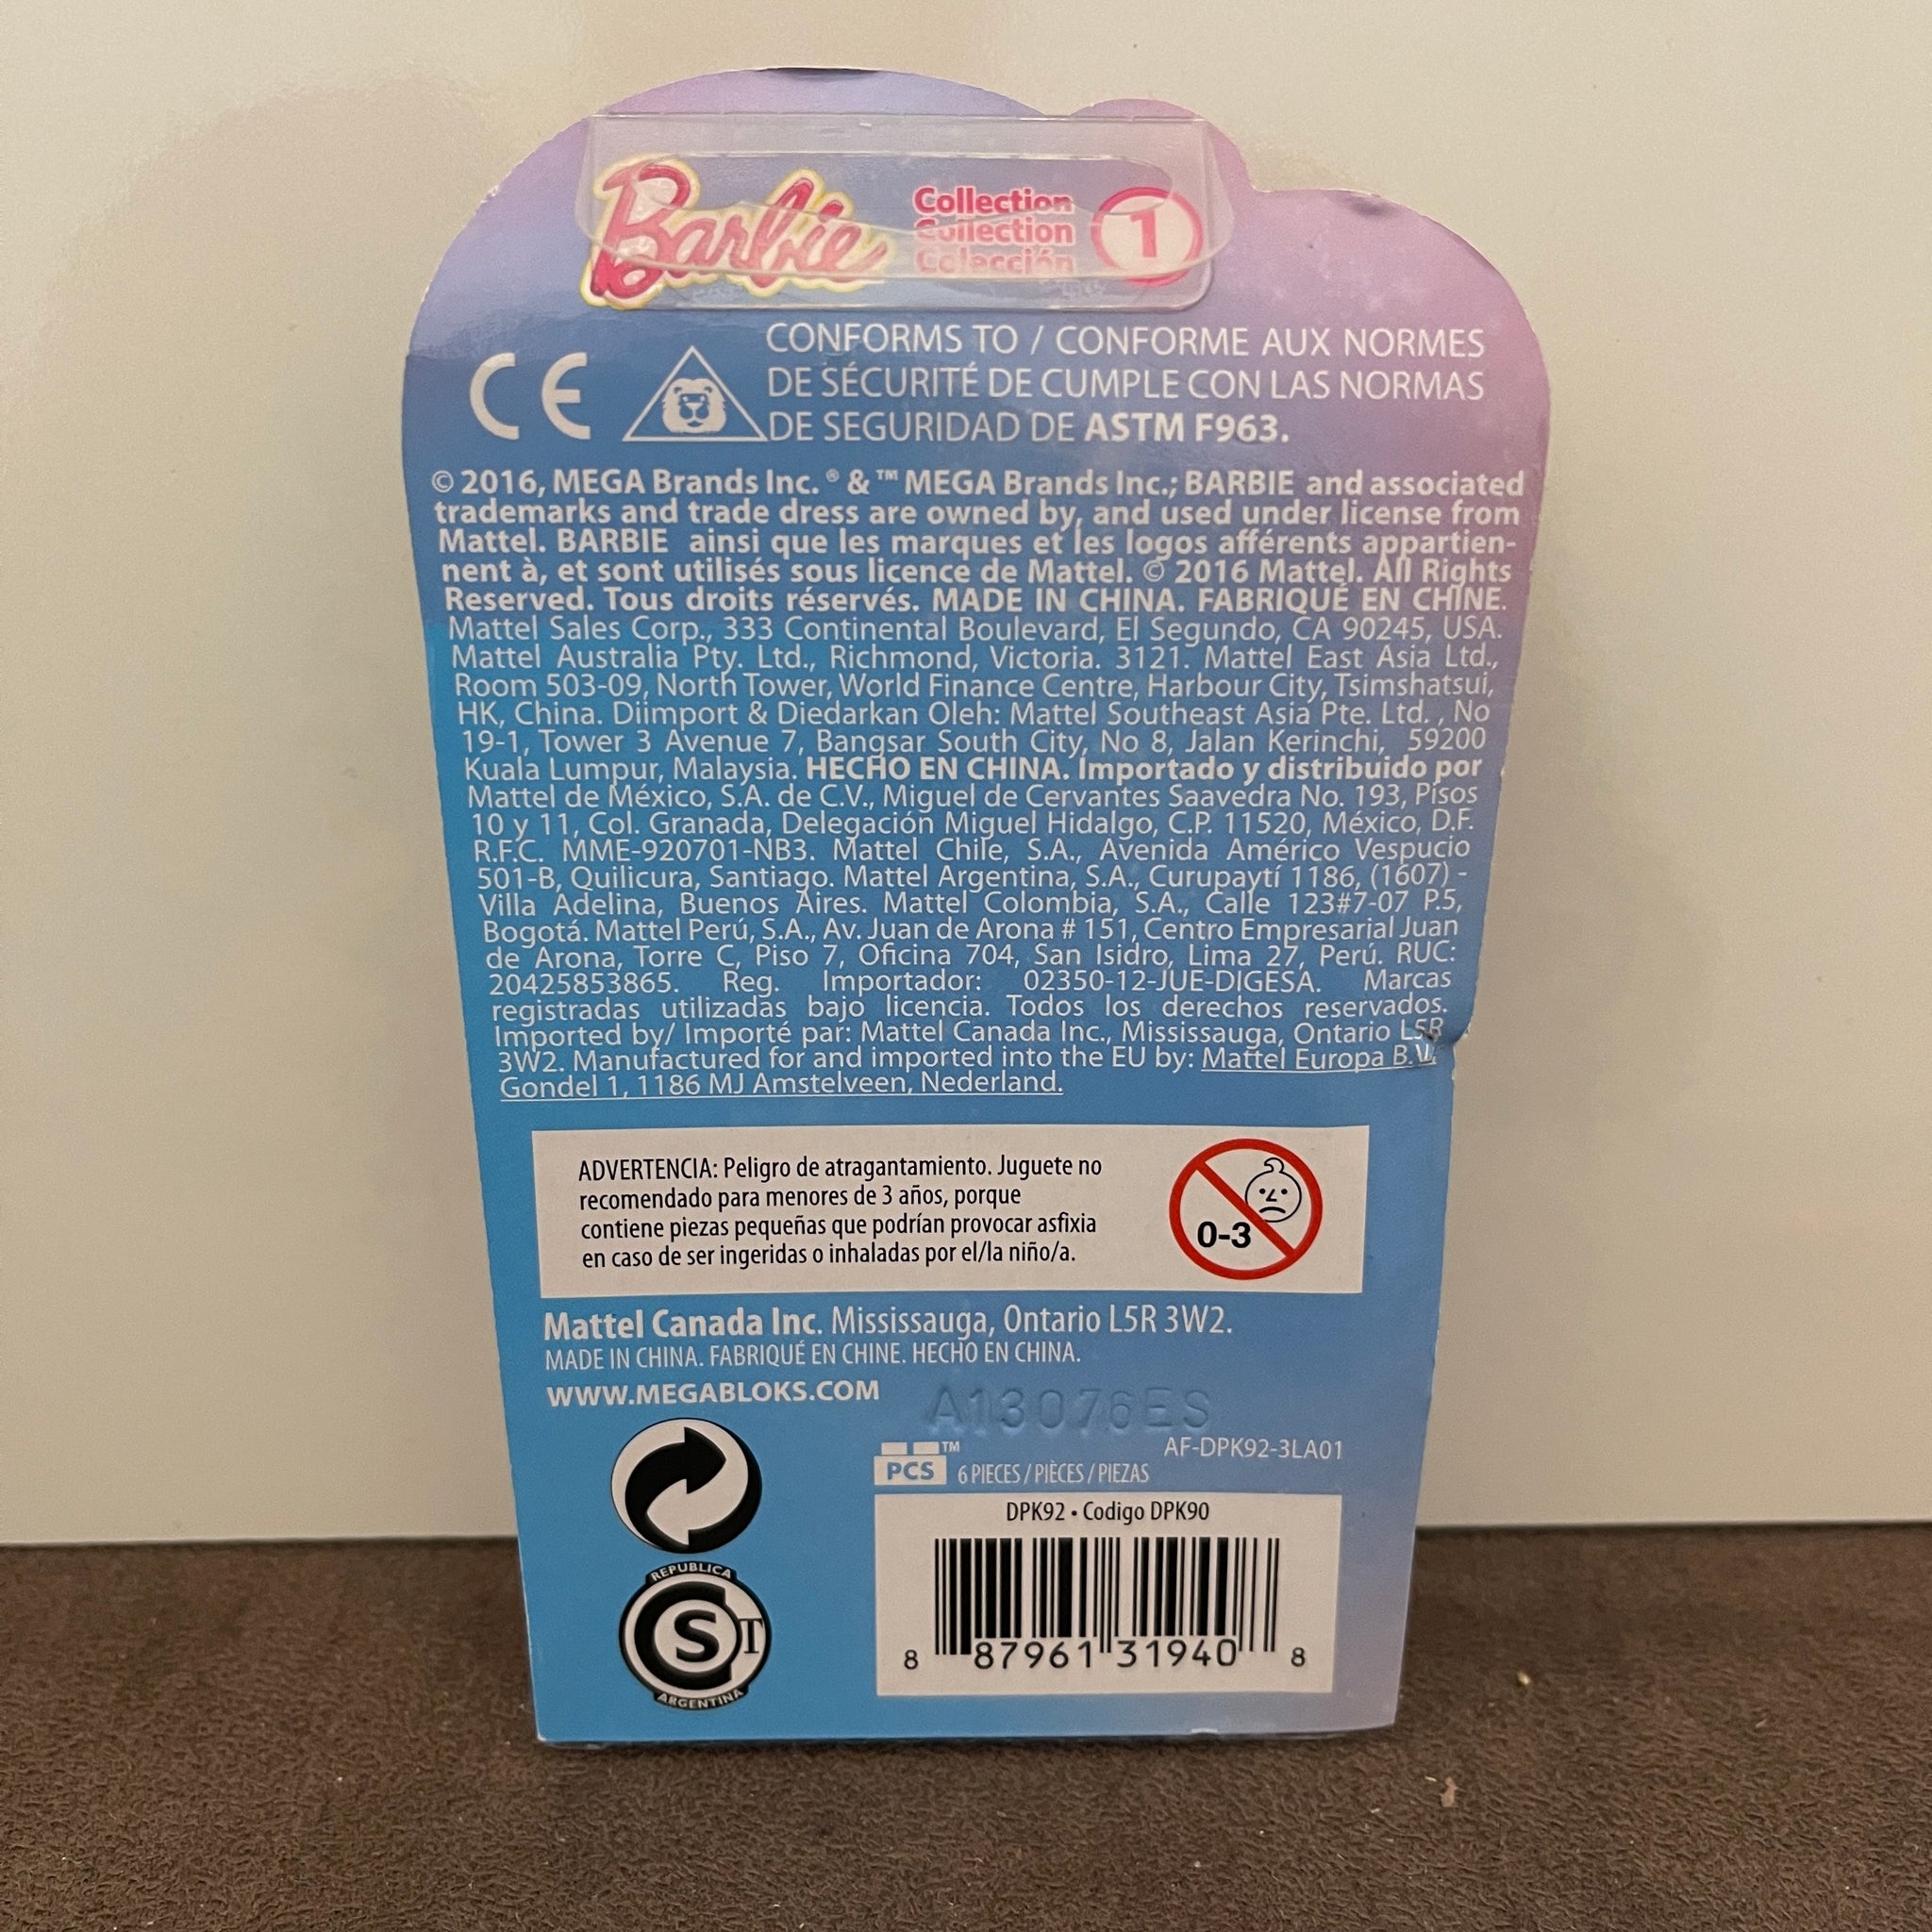 Barbie
Collection
Collection
Colección
1
CE
CONFORMS TO / CONFORME AUX NORMES
DE SÉCURITÉ DE CUMPLE CON LAS NORMAS
DE SEGURIDAD DE ASTM F963.
© 2016, MEGA Brands Inc. ® & ™ MEGA Brands Inc.; BARBIE and associated
trademarks and trade dress are owned by, and used under license from
Mattel. BARBIE ainsi que les marques et les logos afférents appartien-
nent à, et sont utilisés sous licence de Mattel. © 2016 Mattel. All Rights
Reserved. Tous droits réservés. MADE IN CHINA. FABRIQUÉ EN CHINE.
Mattel Sales Corp., 333 Continental Boulevard, El Segundo, CA 90245, USA.
Mattel Australia Pty. Ltd., Richmond, Victoria. 3121. Mattel East Asia Ltd.,
Room 503-09, North Tower, World Finance Centre, Harbour City, Tsimshatsui,
HK, China. Diimport & Diedarkan Oleh: Mattel Southeast Asia Pte. Ltd. , No
19-1, Tower 3 Avenue 7, Bangsar South City, No 8, Jalan Kerinchi, 59200
Kuala Lumpur, Malaysia. HECHO EN CHINA. Importado y distribuido por
Mattel de México, S.A. de C.V., Miguel de Cervantes Saavedra No. 193, Pisos
10 y 11, Col. Granada, Delegación Miguel Hidalgo, C.P. 11520, México, D.F.
R.F.C. MME-920701-NB3. Mattel Chile, S.A., Avenida Américo Vespucio
501-B, Quilicura, Santiago. Mattel Argentina, S.A., Curupaytí 1186, (1607) -
Villa Adelina, Buenos Aires. Mattel Colombia, S.A., Calle 123#7-07 P.5,
Bogotá. Mattel Perú, S.A., Av. Juan de Arona # 151, Centro Empresarial Juan
de Arona, Torre C, Piso 7, Oficina 704, San Isidro, Lima 27, Perú. RUC:
20425853865. Reg. Importador: 02350-12-JUE-DIGESA. Marcas
registradas utilizadas bajo licencia. Todos los derechos reservados.
Imported by/ Importé par: Mattel Canada Inc., Mississauga, Ontario L5R
3W2. Manufactured for and imported into the EU by: Mattel Europa B.V.
Gondel 1, 1186 MJ Amstelveen, Nederland.
ADVERTENCIA: Peligro de atragantamiento. Juguete no
recomendado para menores de 3 años, porque
contiene piezas pequeñas que podrían provocar asfixia
en caso de ser ingeridas o inhaladas por el/la niño/a.
0-3
Mattel Canada Inc. Mississauga, Ontario L5R 3W2.
MADE IN CHINA. FABRIQUÉ EN CHINE. HECHO EN CHINA.
WWW.MEGABLOKS.COM
A13076ES
AF-DPK92-3LA01
PCS ™ 6 PIECES / PIÈCES / PIEZAS
DPK92 • Codigo DPK90
8 87961 31940 8
REPUBLICA
S T
ARGENTINA